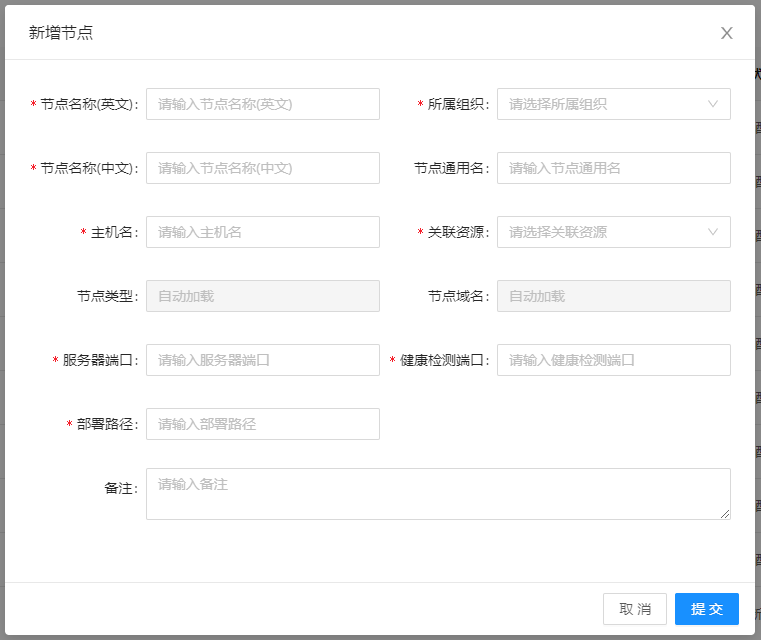 新增节点
* 节点名称(英文): 请输入节点名称(英文) * 所属组织: 请选择所属组织
* 节点名称(中文): 请输入节点名称(中文) 节点通用名: 请输入节点通用名
* 主机名: 请输入主机名 * 关联资源: 请选择关联资源
节点类型: 自动加载 节点域名: 自动加载
* 服务器端口: 请输入服务器端口 * 健康检测端口: 请输入健康检测端口
* 部署路径: 请输入部署路径
备注: 请输入备注
取 消 提 交